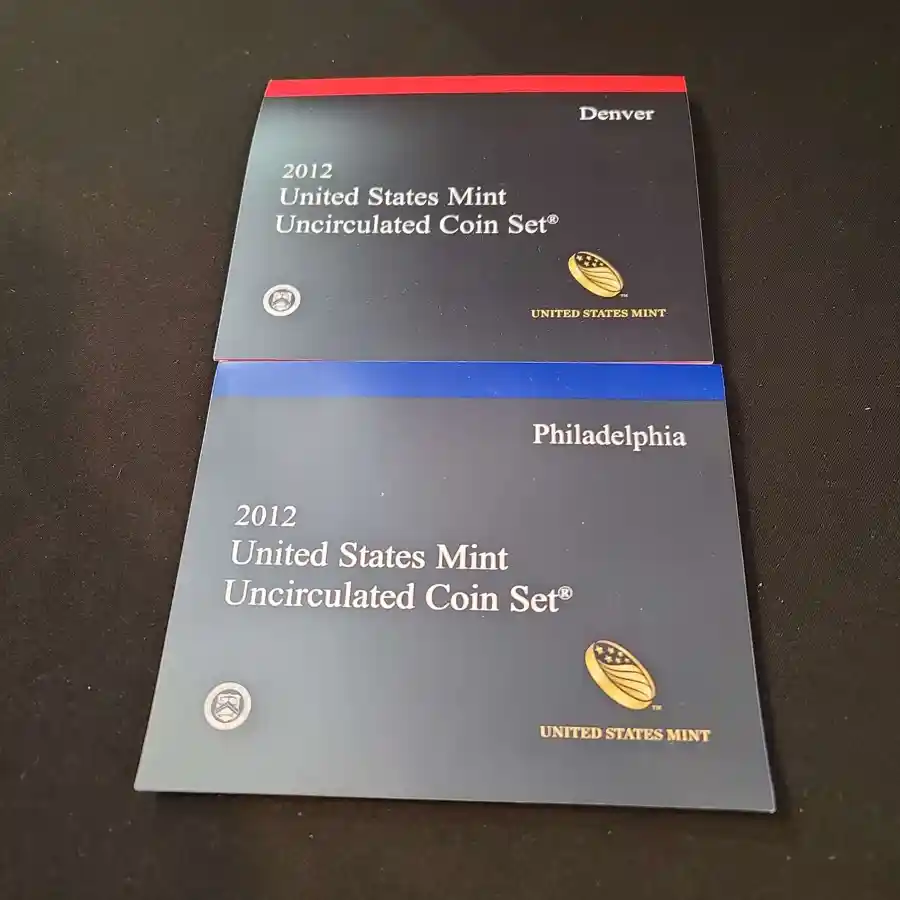 Denver
2012
United States Mint
Uncirculated Coin Set®
UNITED STATES MINT
Philadelphia
2012
United States Mint
Uncirculated Coin Set®
TM
UNITED STATES MINT